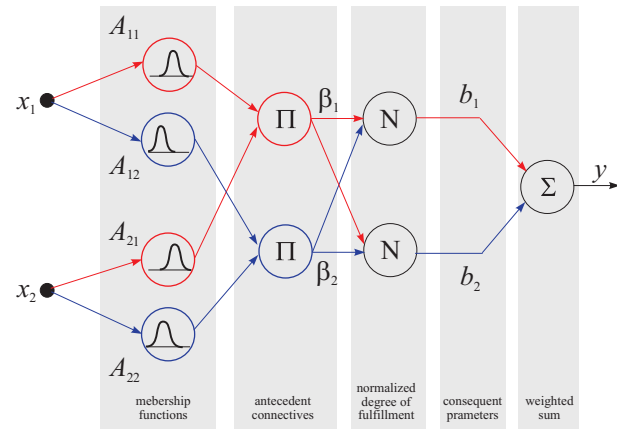 A11
x1
A12
A21
x2
A22
Π
Π
β1
β2
N
N
b1
b2
Σ
y
mebership
functions
antecedent
connectives
normalized
degree of
fulfillment
consequent
prameters
weighted
sum